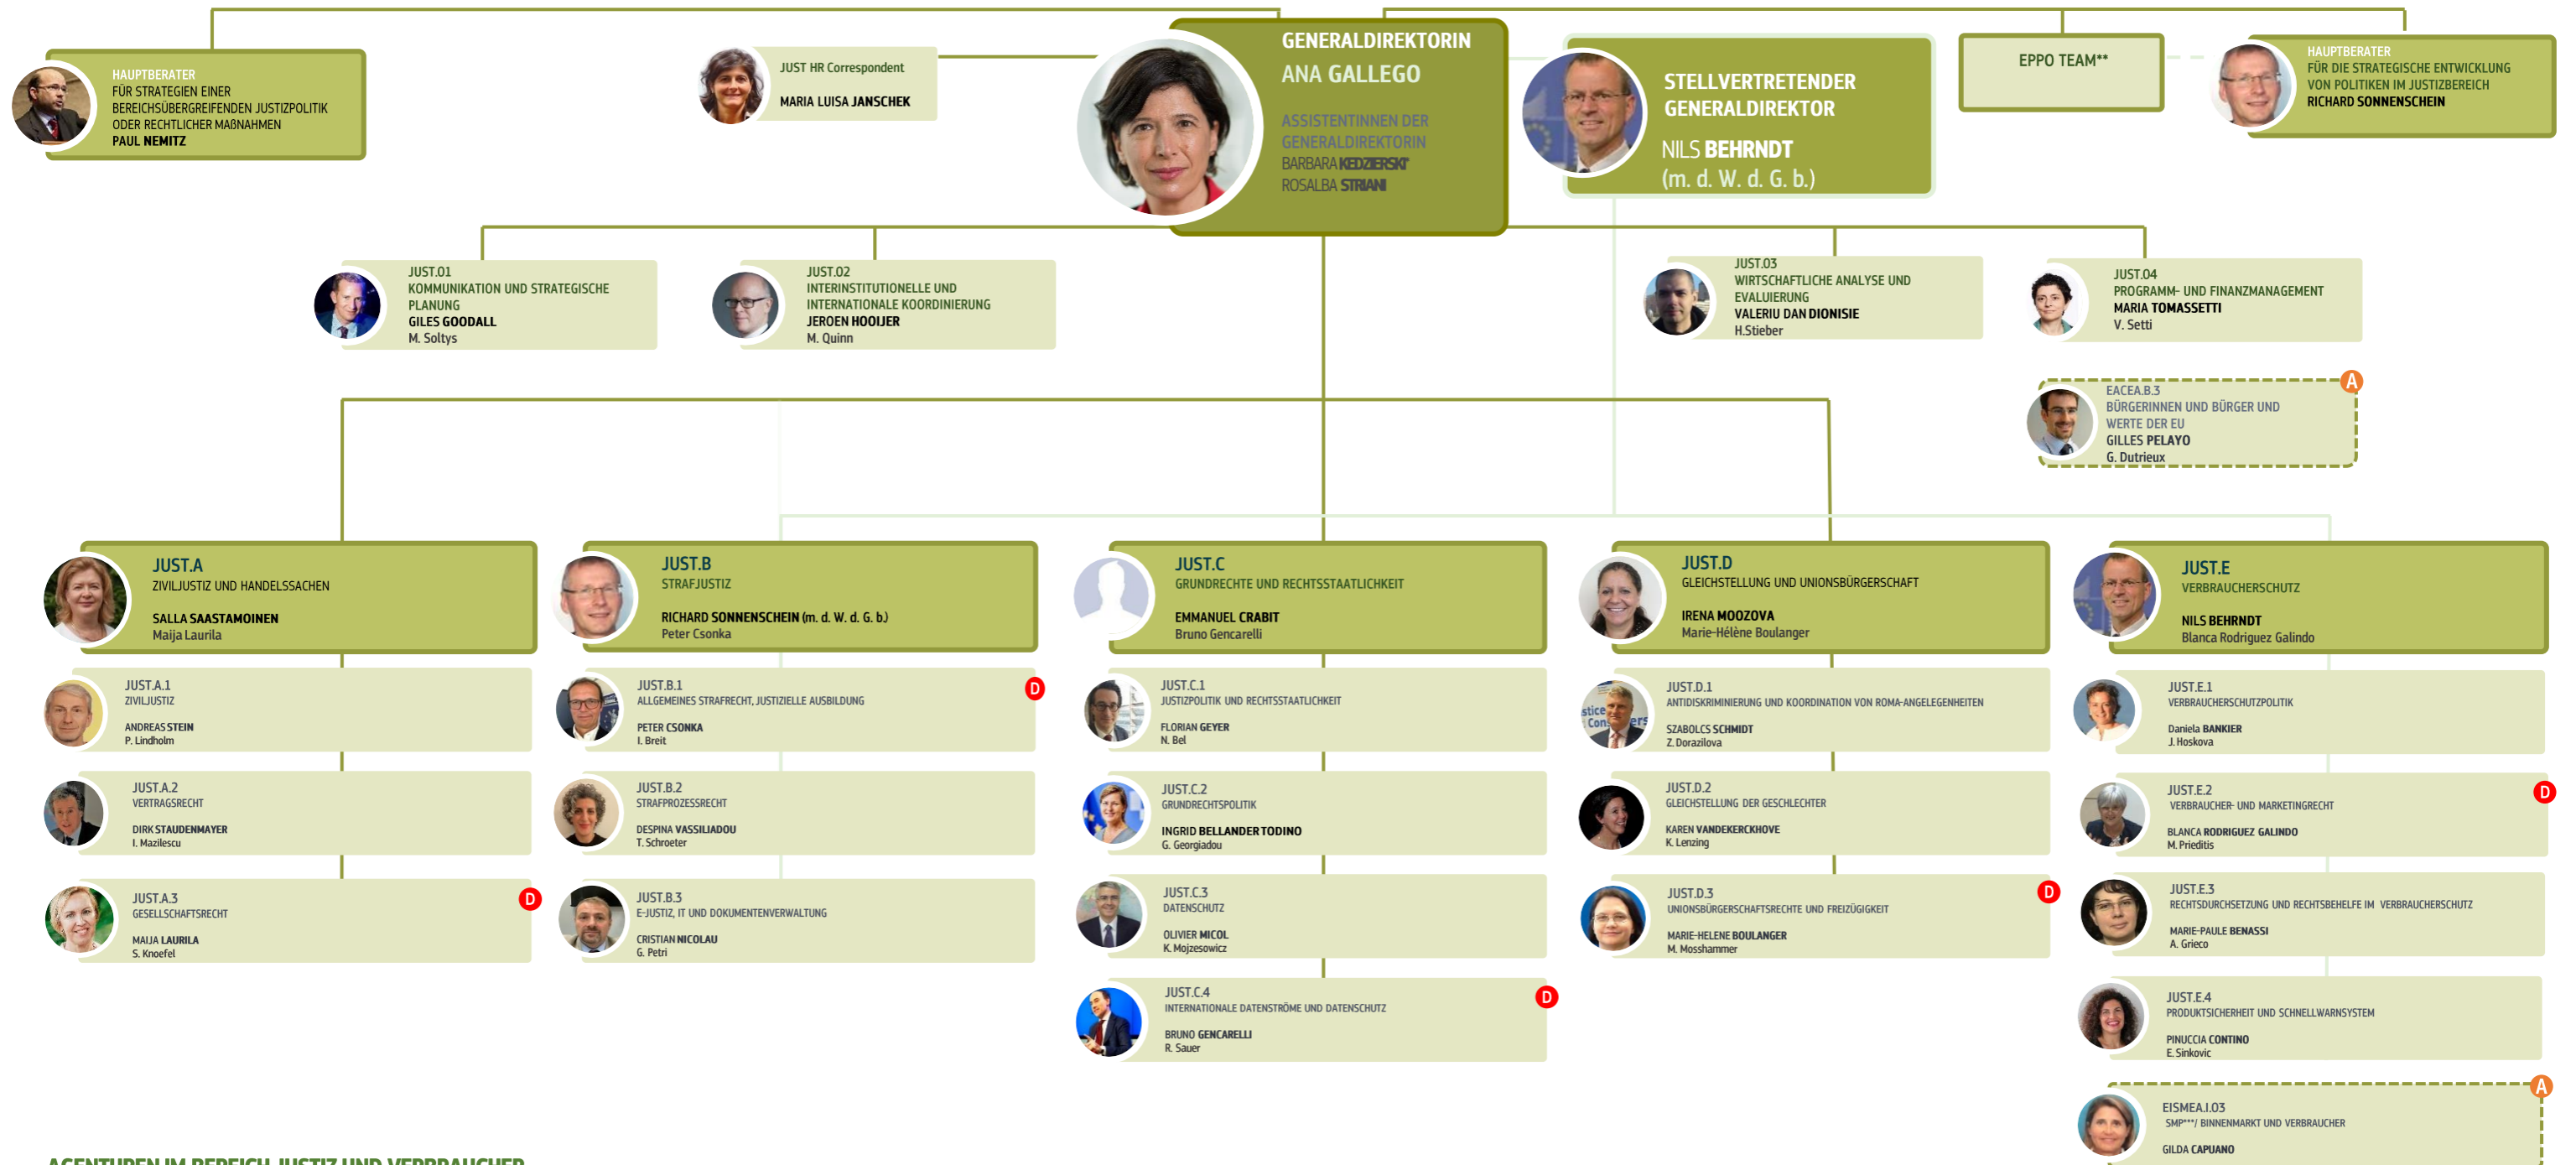 HAUPTBERATER
FÜR STRATEGIEN EINER
BEREICHSÜBERGREIFENDEN JUSTIZPOLITIK
ODER RECHTLICHER MAßNAHMEN
PAUL NEMITZ
JUST HR Correspondent
MARIA LUISA JANSCHEK
GENERALDIREKTORIN
ANA GALLEGO
ASSISTENTINNEN DER
GENERALDIREKTORIN
BARBARA KEDZIERSKI*
ROSALBA STRIANI
STELLVERTRETENDER
GENERALDIREKTOR
NILS BEHRNDT
(m. d. W. d. G. b.)
EPPO TEAM**
HAUPTBERATER
FÜR DIE STRATEGISCHE ENTWICKLUNG
VON POLITIKEN IM JUSTIZBEREICH
RICHARD SONNENSCHEIN
JUST.01
KOMMUNIKATION UND STRATEGISCHE
PLANUNG
GILES GOODALL
M. Soltys
JUST.02
INTERINSTITUTIONELLE UND
INTERNATIONALE KOORDINIERUNG
JEROEN HOOIJER
M. Quinn
JUST.03
WIRTSCHAFTLICHE ANALYSE UND
EVALUIERUNG
VALERIU DAN DIONISIE
H.Stieber
JUST.04
PROGRAMM- UND FINANZMANAGEMENT
MARIA TOMASSETTI
V. Setti
A
EACEA.B.3
BÜRGERINNEN UND BÜRGER UND
WERTE DER EU
GILLES PELAYO
G. Dutrieux
JUST.A
ZIVILJUSTIZ UND HANDELSSACHEN
SALLA SAASTAMOINEN
Maija Laurila
JUST.A.1
ZIVILJUSTIZ
ANDREAS STEIN
P. Lindholm
JUST.A.2
VERTRAGSRECHT
DIRK STAUDENMAYER
I. Mazilescu
JUST.A.3
GESELLSCHAFTSRECHT
MAIJA LAURILA
S. Knoefel
D
JUST.B
STRAFJUSTIZ
RICHARD SONNENSCHEIN (m. d. W. d. G. b.)
Peter Csonka
JUST.B.1
ALLGEMEINES STRAFRECHT, JUSTIZIELLE AUSBILDUNG
PETER CSONKA
I. Breit
D
JUST.B.2
STRAFPROZESSRECHT
DESPINA VASSILIADOU
T. Schroeter
JUST.B.3
E-JUSTIZ, IT UND DOKUMENTENVERWALTUNG
CRISTIAN NICOLAU
G. Petri
JUST.C
GRUNDRECHTE UND RECHTSSTAATLICHKEIT
EMMANUEL CRABIT
Bruno Gencarelli
JUST.C.1
JUSTIZPOLITIK UND RECHTSSTAATLICHKEIT
FLORIAN GEYER
N. Bel
JUST.C.2
GRUNDRECHTSPOLITIK
INGRID BELLANDER TODINO
G. Georgiadou
JUST.C.3
DATENSCHUTZ
OLIVIER MICOL
K. Mojzesowicz
JUST.C.4
INTERNATIONALE DATENSTRÖME UND DATENSCHUTZ
BRUNO GENCARELLI
R. Sauer
D
JUST.D
GLEICHSTELLUNG UND UNIONSBÜRGERSCHAFT
IRENA MOOZOVA
Marie-Hélène Boulanger
JUST.D.1
ANTIDISKRIMINIERUNG UND KOORDINATION VON ROMA-ANGELEGENHEITEN
SZABOLCS SCHMIDT
Z. Dorazilova
JUST.D.2
GLEICHSTELLUNG DER GESCHLECHTER
KAREN VANDEKERCKHOVE
K. Lenzing
JUST.D.3
UNIONSBÜRGERSCHAFTSRECHTE UND FREIZÜGIGKEIT
MARIE-HELENE BOULANGER
M. Mosshammer
D
JUST.E
VERBRAUCHERSCHUTZ
NILS BEHRNDT
Blanca Rodriguez Galindo
JUST.E.1
VERBRAUCHERSCHUTZPOLITIK
Daniela BANKIER
J. Hoskova
JUST.E.2
VERBRAUCHER- UND MARKETINGRECHT
BLANCA RODRIGUEZ GALINDO
M. Prieditis
D
JUST.E.3
RECHTSDURCHSETZUNG UND RECHTSBEHELFE IM VERBRAUCHERSCHUTZ
MARIE-PAULE BENASSI
A. Grieco
JUST.E.4
PRODUKTSICHERHEIT UND SCHNELLWARNSYSTEM
PINUCCIA CONTINO
E. Sinkovic
A
EISMEA.I.03
SMP***/ BINNENMARKT UND VERBRAUCHER
GILDA CAPUANO
AGENTUREN IM BEREICH JUSTIZ UND VERBRAUCHER